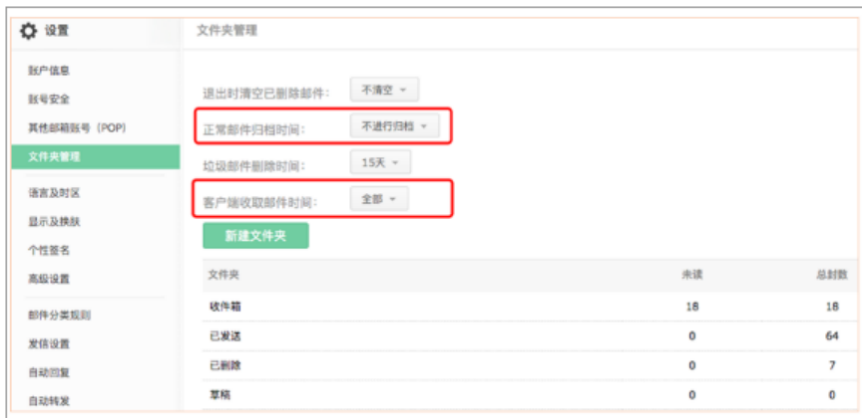 设置
账户信息
账号安全
其他邮箱账号（POP）
文件夹管理
语言及时区
显示及换肤
个性签名
高级设置
邮件分类规则
发信设置
自动回复
自动转发
文件夹管理
退出时清空已删除邮件： 不清空
正常邮件归档时间： 不进行归档
垃圾邮件删除时间： 15天
客户端收取邮件时间： 全部
新建文件夹
文件夹 未读 总封数
收件箱 18 18
已发送 0 64
已删除 0 7
草稿 0 0